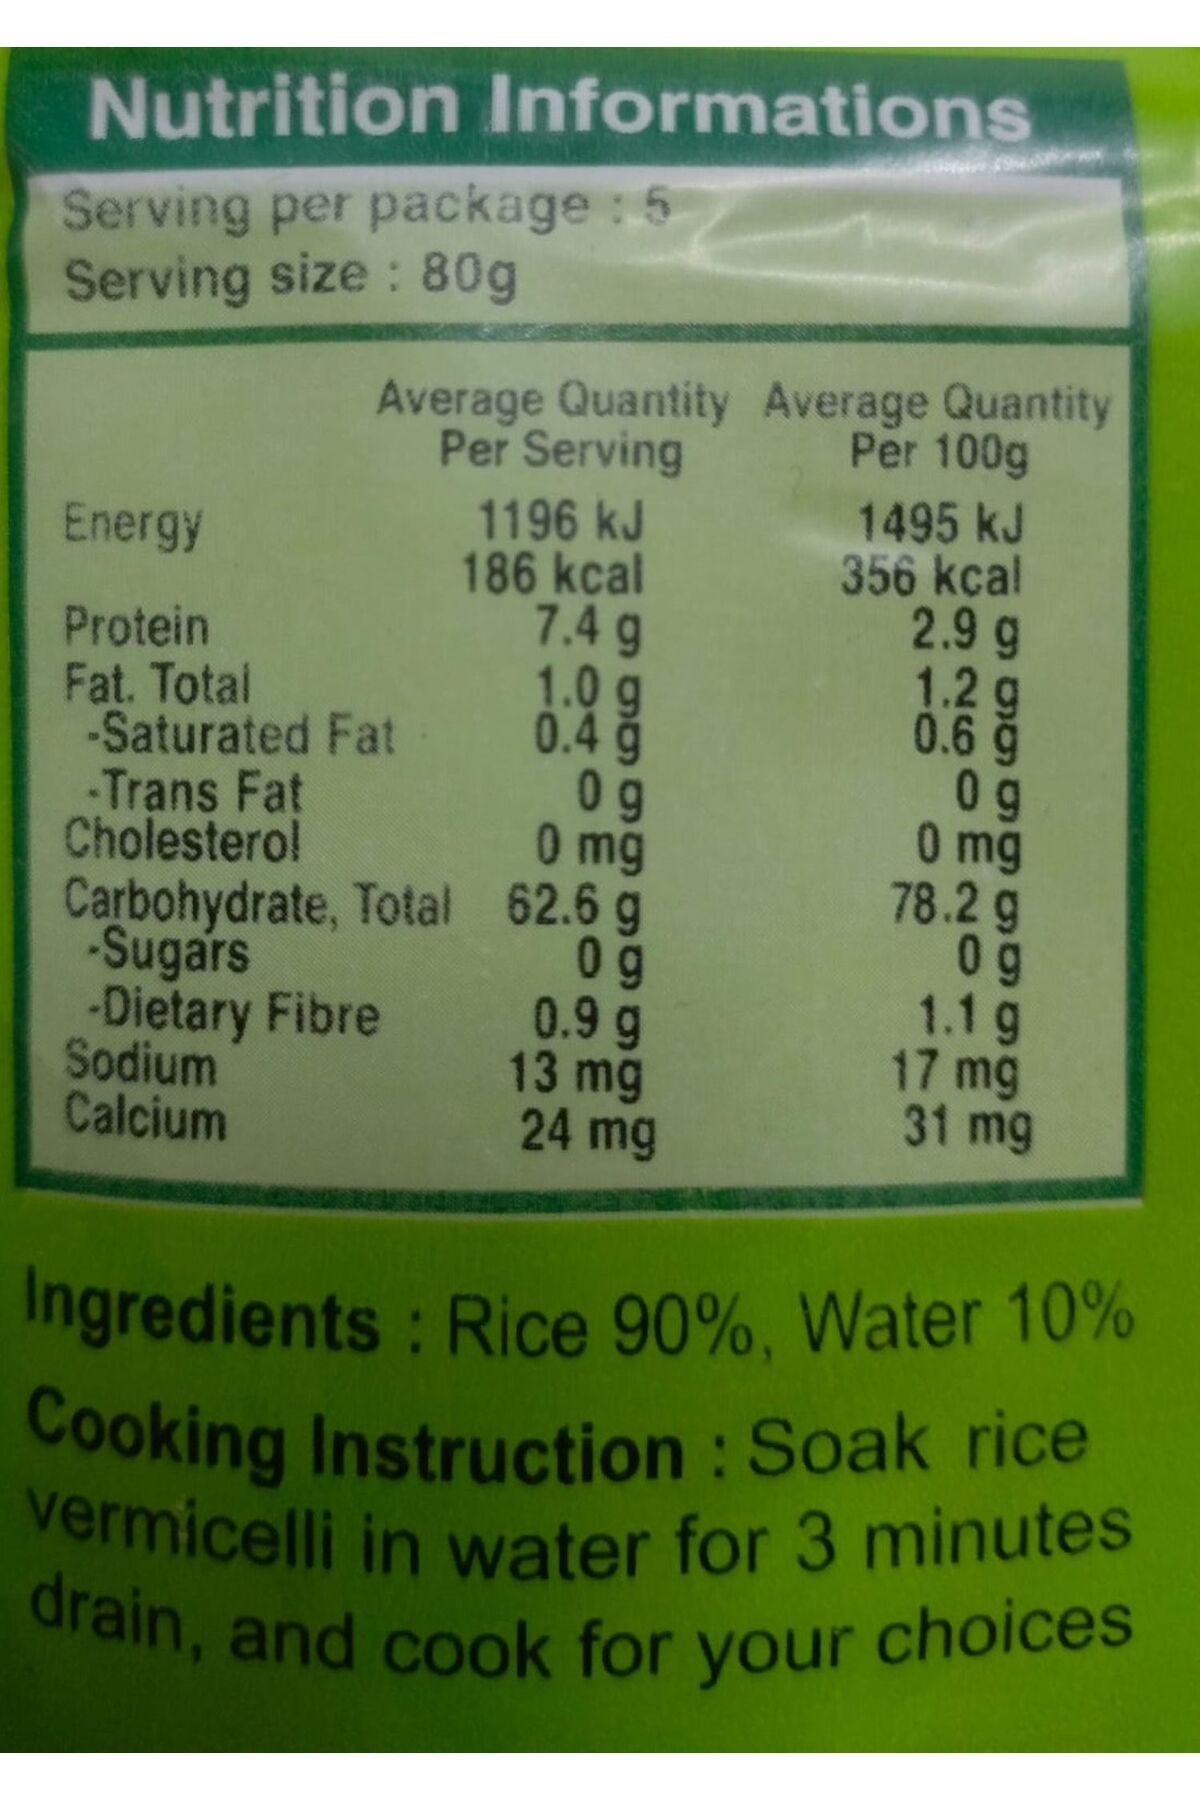 Nutrition Informations
Serving per package : 5
Serving size : 80g
Average Quantity Average Quantity
Per Serving Per 100g
Energy 1196 kJ 1495 kJ
186 kcal 356 kcal
Protein 7.4 g 2.9 g
Fat. Total 1.0 g 1.2 g
-Saturated Fat 0.4 g 0.6 g
-Trans Fat 0 g 0 g
Cholesterol 0 mg 0 mg
Carbohydrate, Total 62.6 g 78.2 g
-Sugars 0 g 0 g
-Dietary Fibre 0.9 g 1.1 g
Sodium 13 mg 17 mg
Calcium 24 mg 31 mg
Ingredients : Rice 90%, Water 10%
Cooking Instruction : Soak rice
vermicelli in water for 3 minutes
drain, and cook for your choices